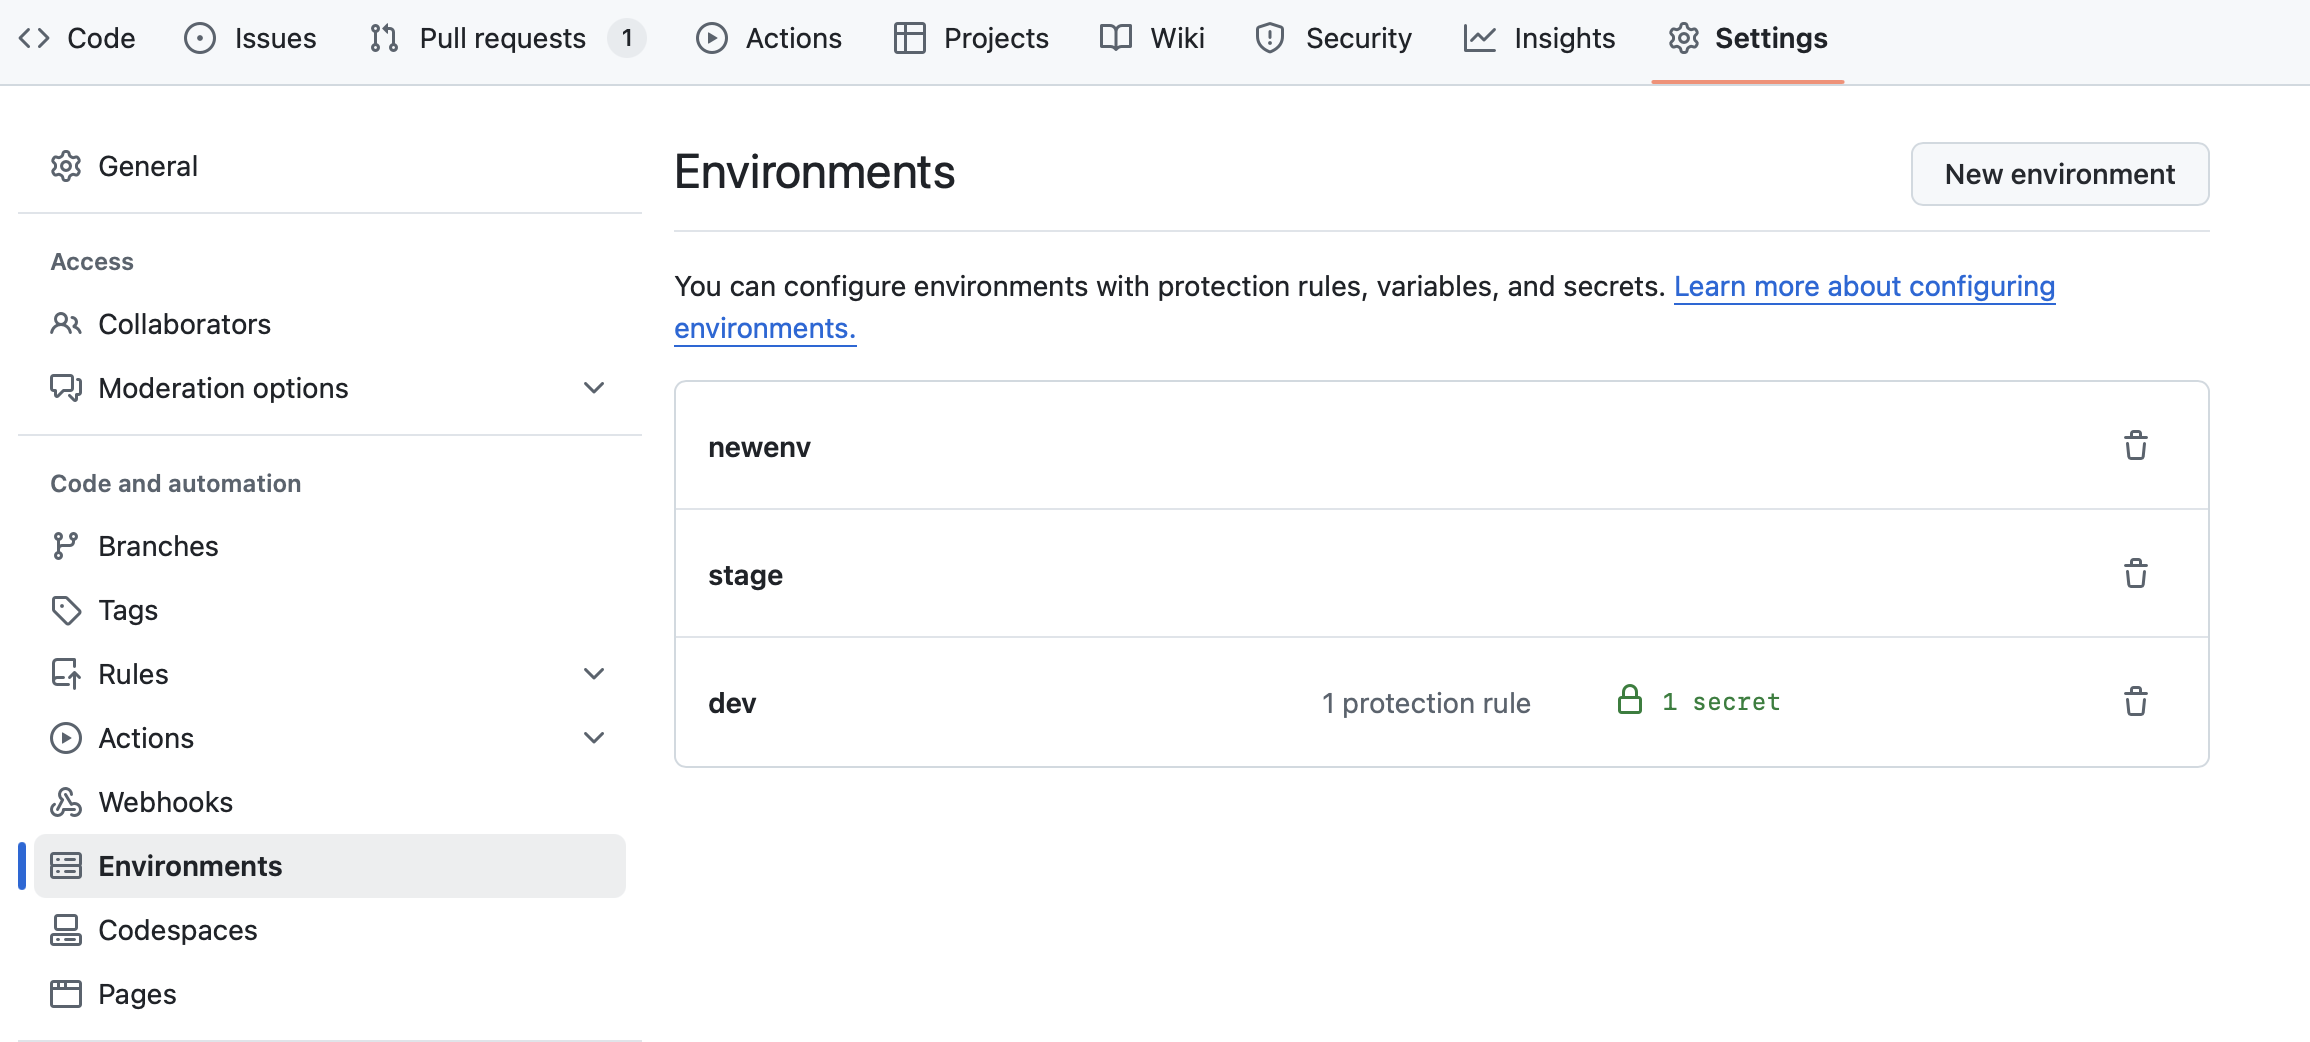 Code Issues Pull requests 1 Actions Projects Wiki Security Insights Settings
General
Access
Collaborators
Moderation options
Code and automation
Branches
Tags
Rules
Actions
Webhooks
Environments
Codespaces
Pages
Environments
New environment
You can configure environments with protection rules, variables, and secrets. Learn more about configuring
environments.
newenv
stage
dev 1 protection rule 1 secret